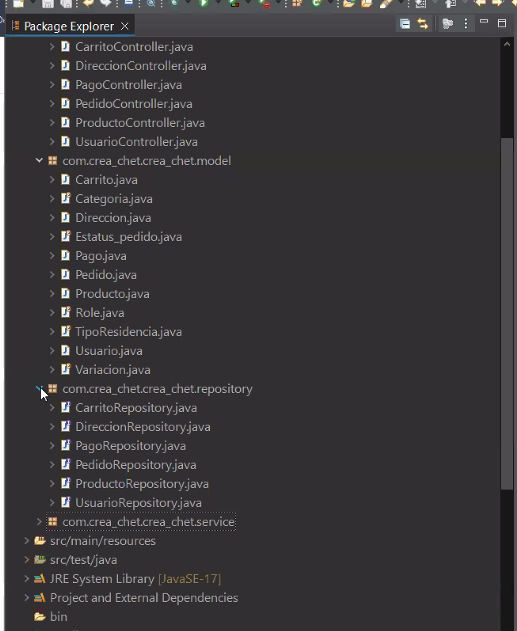 Package Explorer
CarritoController.java
DireccionController.java
PagoController.java
PedidoController.java
ProductoController.java
UsuarioController.java
com.crea_chet.crea_chet.model
Carrito.java
Categoria.java
Direccion.java
Estatus_pedido.java
Pago.java
Pedido.java
Producto.java
Role.java
TipoResidencia.java
Usuario.java
Variacion.java
com.crea_chet.crea_chet.repository
CarritoRepository.java
DireccionRepository.java
PagoRepository.java
PedidoRepository.java
ProductoRepository.java
UsuarioRepository.java
com.crea_chet.crea_chet.service
src/main/resources
src/test/java
JRE System Library [JavaSE-17]
Project and External Dependencies
bin